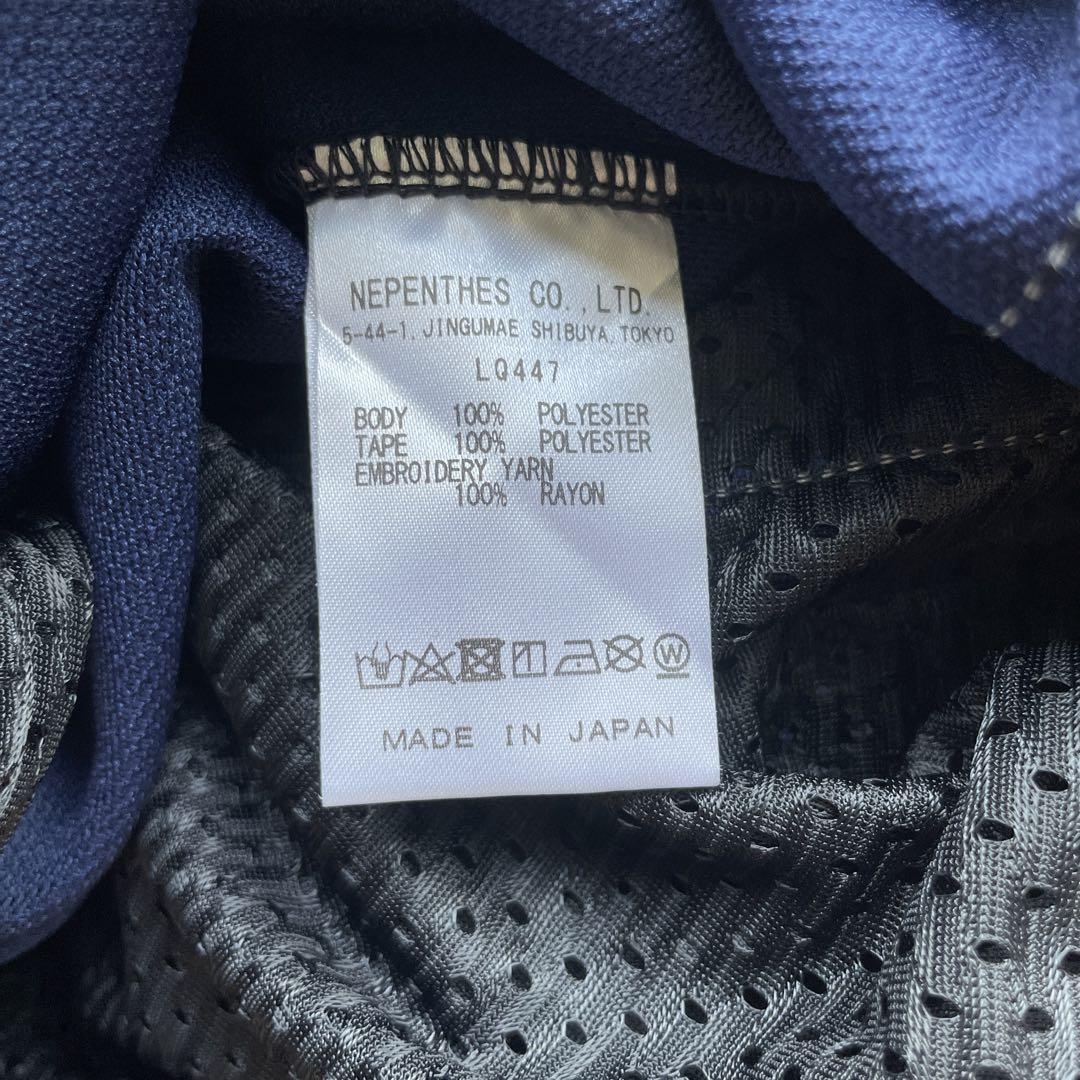 NEPENTHES CO.,LTD.
5-44-1, JINGUMAE SHIBUYA. TOKYO
LQ447
BODY 100% POLYESTER
TAPE 100% POLYESTER
EMBROIDERY YARN
100% RAYON
W
MADE IN JAPAN